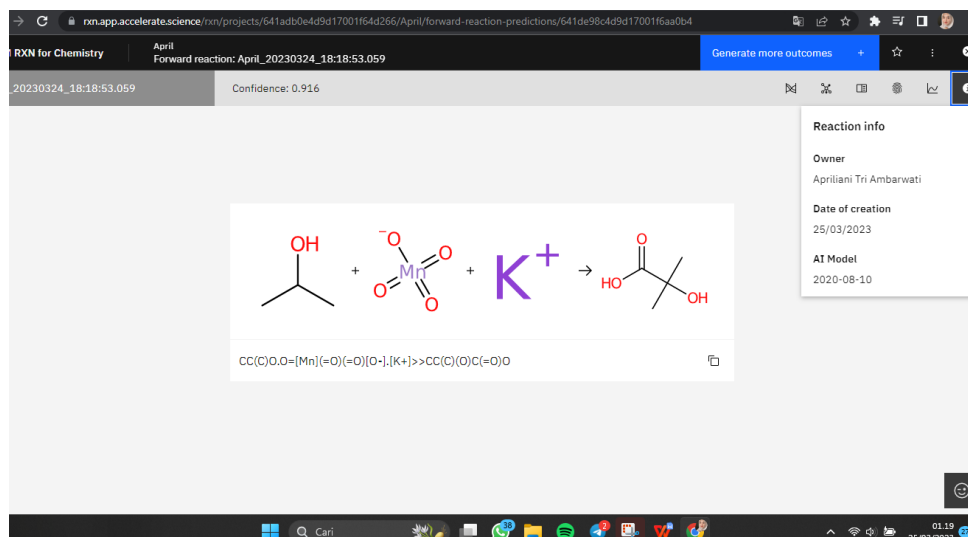 rxn.app.accelerate.science/rxn/projects/641adb0e4d9d17001f64d266/April/forward-reaction-predictions/641de98c4d9d17001f6aa0b4
RXN for Chemistry
April
Forward reaction: April_20230324_18:18:53.059
Generate more outcomes +
_20230324_18:18:53.059
Confidence: 0.916
Reaction info
Owner
Apriliani Tri Ambarwati
Date of creation
25/03/2023
AI Model
2020-08-10
OH + -O Mn O O O + K+ → O HO OH
CC(C)O.O=[Mn](=O)(=O)[O-].[K+]>>CC(C)(O)C(=O)O
Cari
38
2
01.19